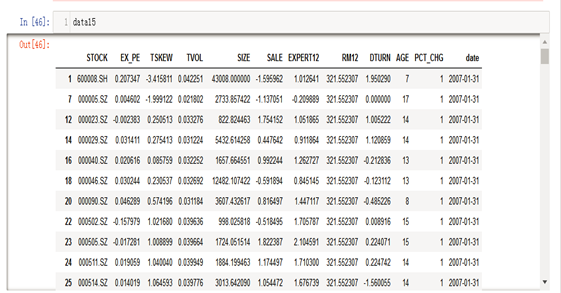 In [46]: 1 data15
Out[46]:
STOCK EX_PE TSKEW TVOL SIZE SALE EXPERT12 RM12 DTURN AGE PCT_CHG date
1 600008.SH 0.207347 -3.415811 0.042251 43008.000000 -1.595962 1.012641 321.552307 1.950290 7 1 2007-01-31
7 000005.SZ 0.004602 -1.999122 0.021802 2733.857422 -1.137051 -0.209889 321.552307 0.000000 17 1 2007-01-31
12 000023.SZ -0.002383 0.250513 0.033276 822.824463 1.754152 1.051865 321.552307 1.005222 14 1 2007-01-31
14 000029.SZ 0.031411 0.275413 0.031224 5432.614258 0.447642 0.911864 321.552307 1.120859 14 1 2007-01-31
16 000040.SZ 0.020616 0.085759 0.032252 1657.664551 0.992244 1.262727 321.552307 -0.212836 13 1 2007-01-31
18 000046.SZ 0.030244 0.230537 0.032692 12482.107422 -0.591894 0.845145 321.552307 -0.123112 13 1 2007-01-31
20 000090.SZ 0.046289 0.574196 0.031184 3607.432617 0.816497 1.447117 321.552307 -0.485226 8 1 2007-01-31
22 000502.SZ -0.157979 1.021680 0.039636 998.025818 -0.518495 1.705787 321.552307 0.008916 15 1 2007-01-31
23 000505.SZ -0.017281 1.008899 0.039664 1724.051514 1.822387 2.104591 321.552307 0.224071 15 1 2007-01-31
24 000511.SZ 0.019059 1.040040 0.039949 1884.199463 1.174497 1.710300 321.552307 0.224742 14 1 2007-01-31
25 000514.SZ 0.014019 1.064593 0.039776 3013.642090 1.054472 1.676739 321.552307 -1.560055 14 1 2007-01-31